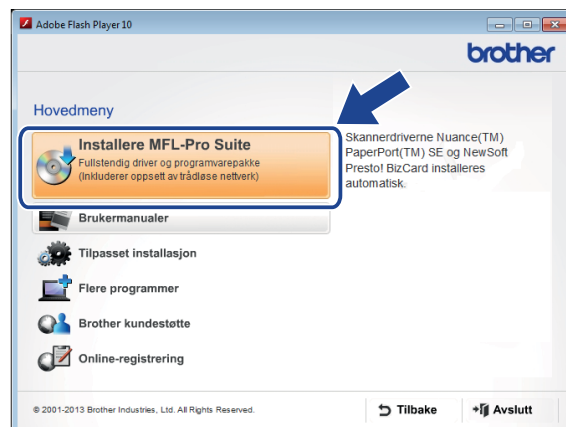 Adobe Flash Player 10
brother
Hovedmeny
Installere MFL-Pro Suite
Fullstendig driver og programvarepakke
(Inkluderer oppsett av trådløse nettverk)
Skannerdriverne Nuance(TM)
PaperPort(TM) SE og NewSoft
Presto! BizCard installeres
automatisk.
Brukermanualer
Tilpasset installasjon
Flere programmer
Brother kundestøtte
Online-registrering
© 2001-2013 Brother Industries, Ltd. All Rights Reserved.
Tilbake
Avslutt